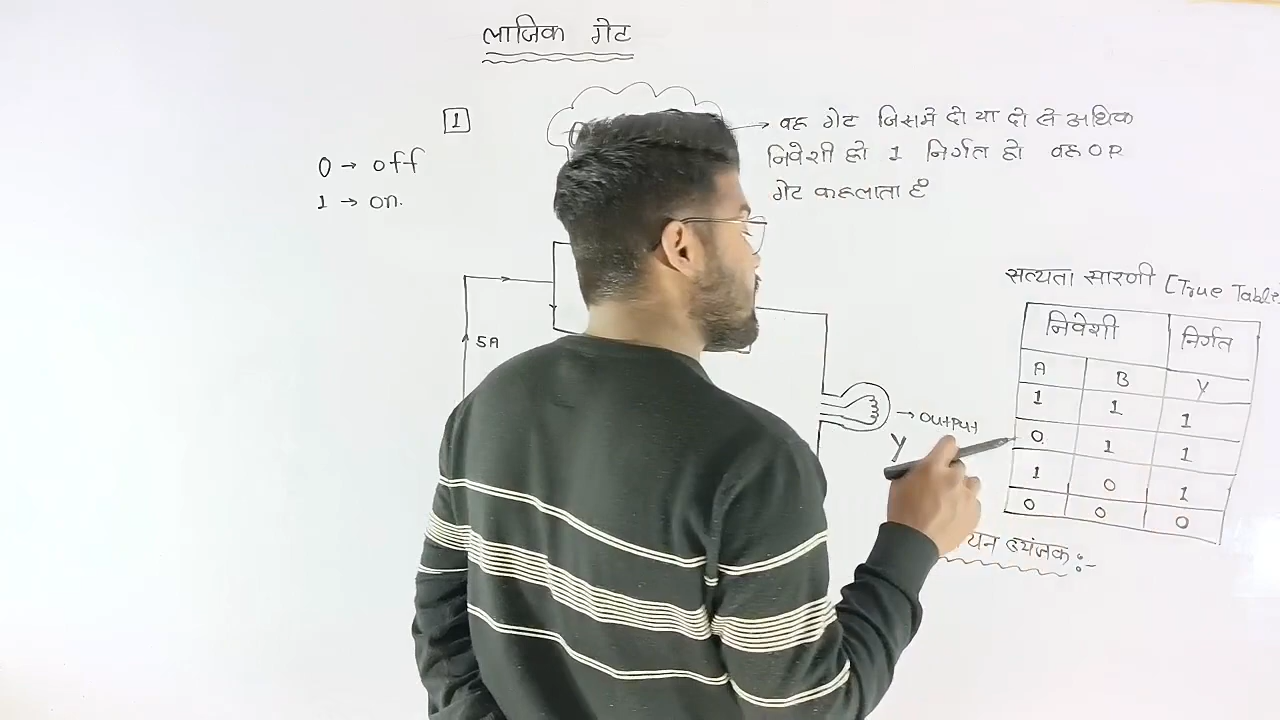 लाजिक गेट
1
→ वह गेट जिसमे दो या दो से अधिक
निवेशी हो 1 निर्गत हो वह OR
गेट कहलाता है
0 → off
1 → on.
5A
→ output
Y
सत्यता सारणी [True Table
निवेशी निर्गत
A B Y
1 1 1
0 1 1
1 0 1
0 0 0
व्यंजक :-